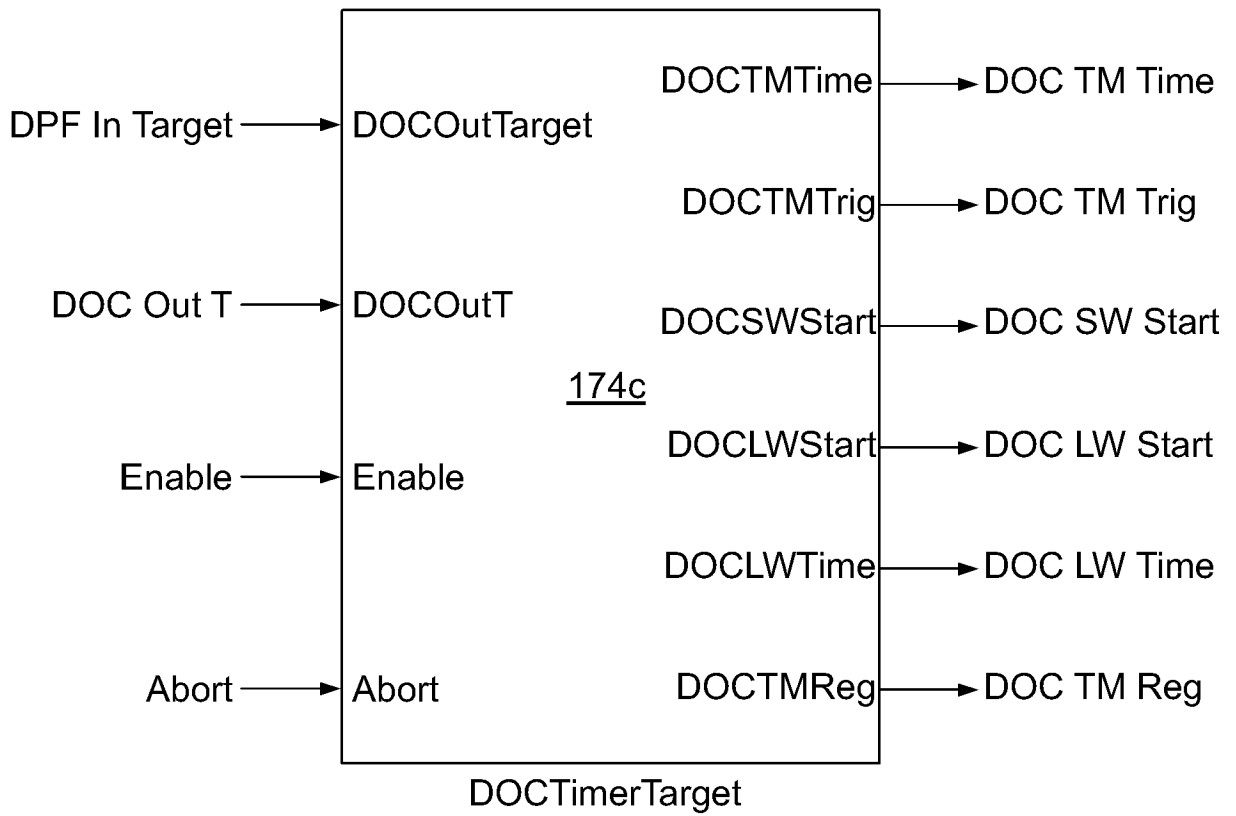 DOCTMTime DOC TM Time
DPF In Target DOCOutTarget
DOCTMTrig DOC TM Trig
DOC Out T DOCOutT
DOCSWStart DOC SW Start
174c
DOCLWStart DOC LW Start
Enable Enable
DOCLWTime DOC LW Time
Abort Abort
DOCTMReg DOC TM Reg
DOCTimerTarget